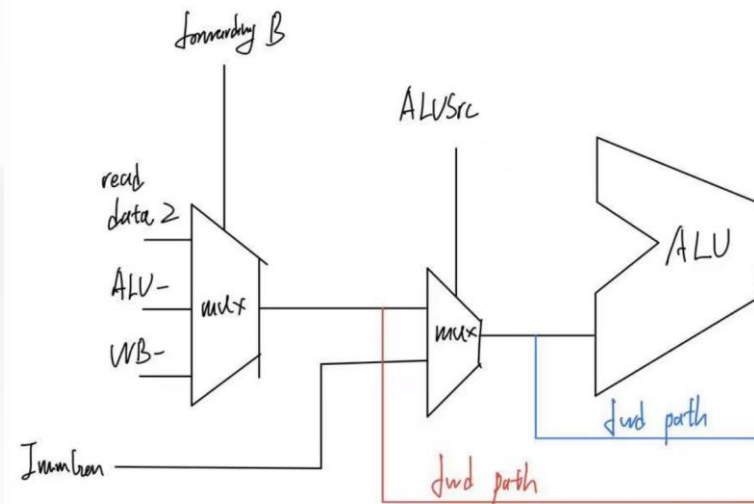 forwarding B
ALUSrc
read
data 2
ALU-
WB-
mux
mux
ALU
ImmGen
fwd path
fwd path